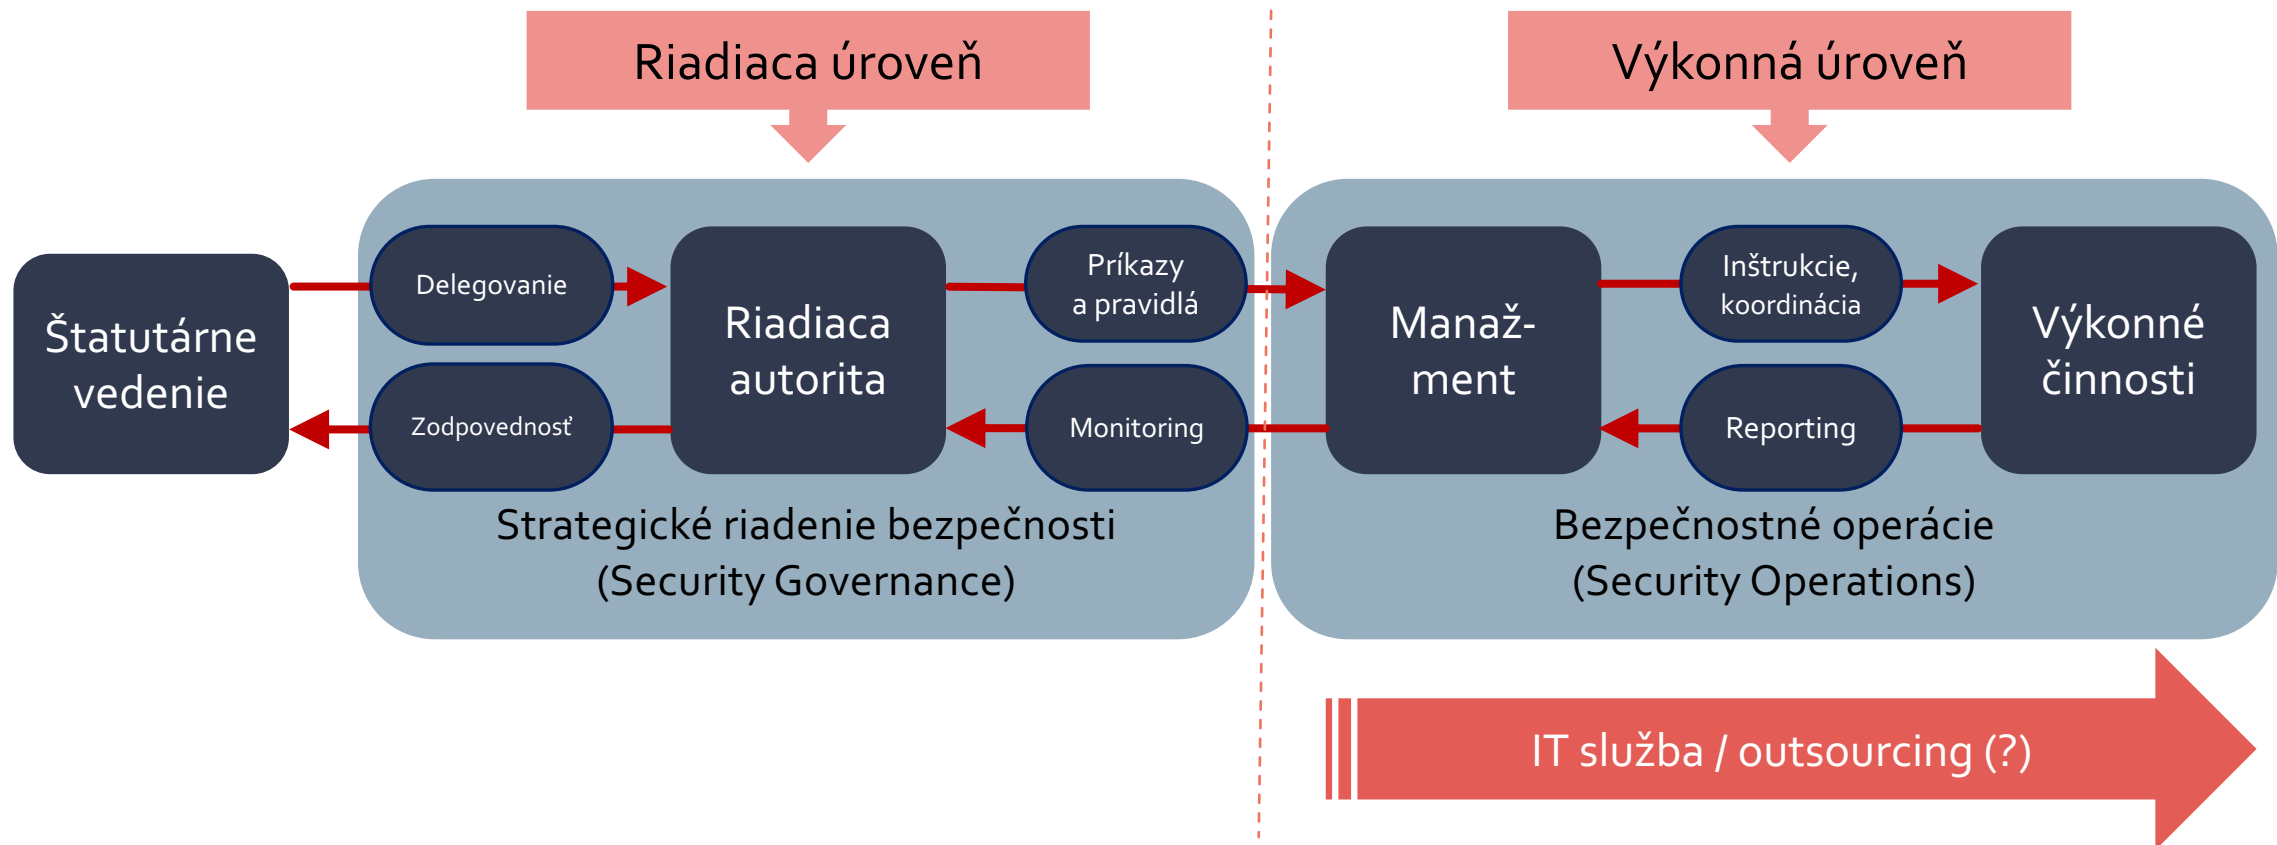 Riadiaca úroveň
Výkonná úroveň
Štatutárne
vedenie
Delegovanie
Zodpovednosť
Riadiaca
autorita
Príkazy
a pravidlá
Monitoring
Manaž-
ment
Inštrukcie,
koordinácia
Reporting
Výkonné
činnosti
Strategické riadenie bezpečnosti
(Security Governance)
Bezpečnostné operácie
(Security Operations)
IT služba / outsourcing (?)